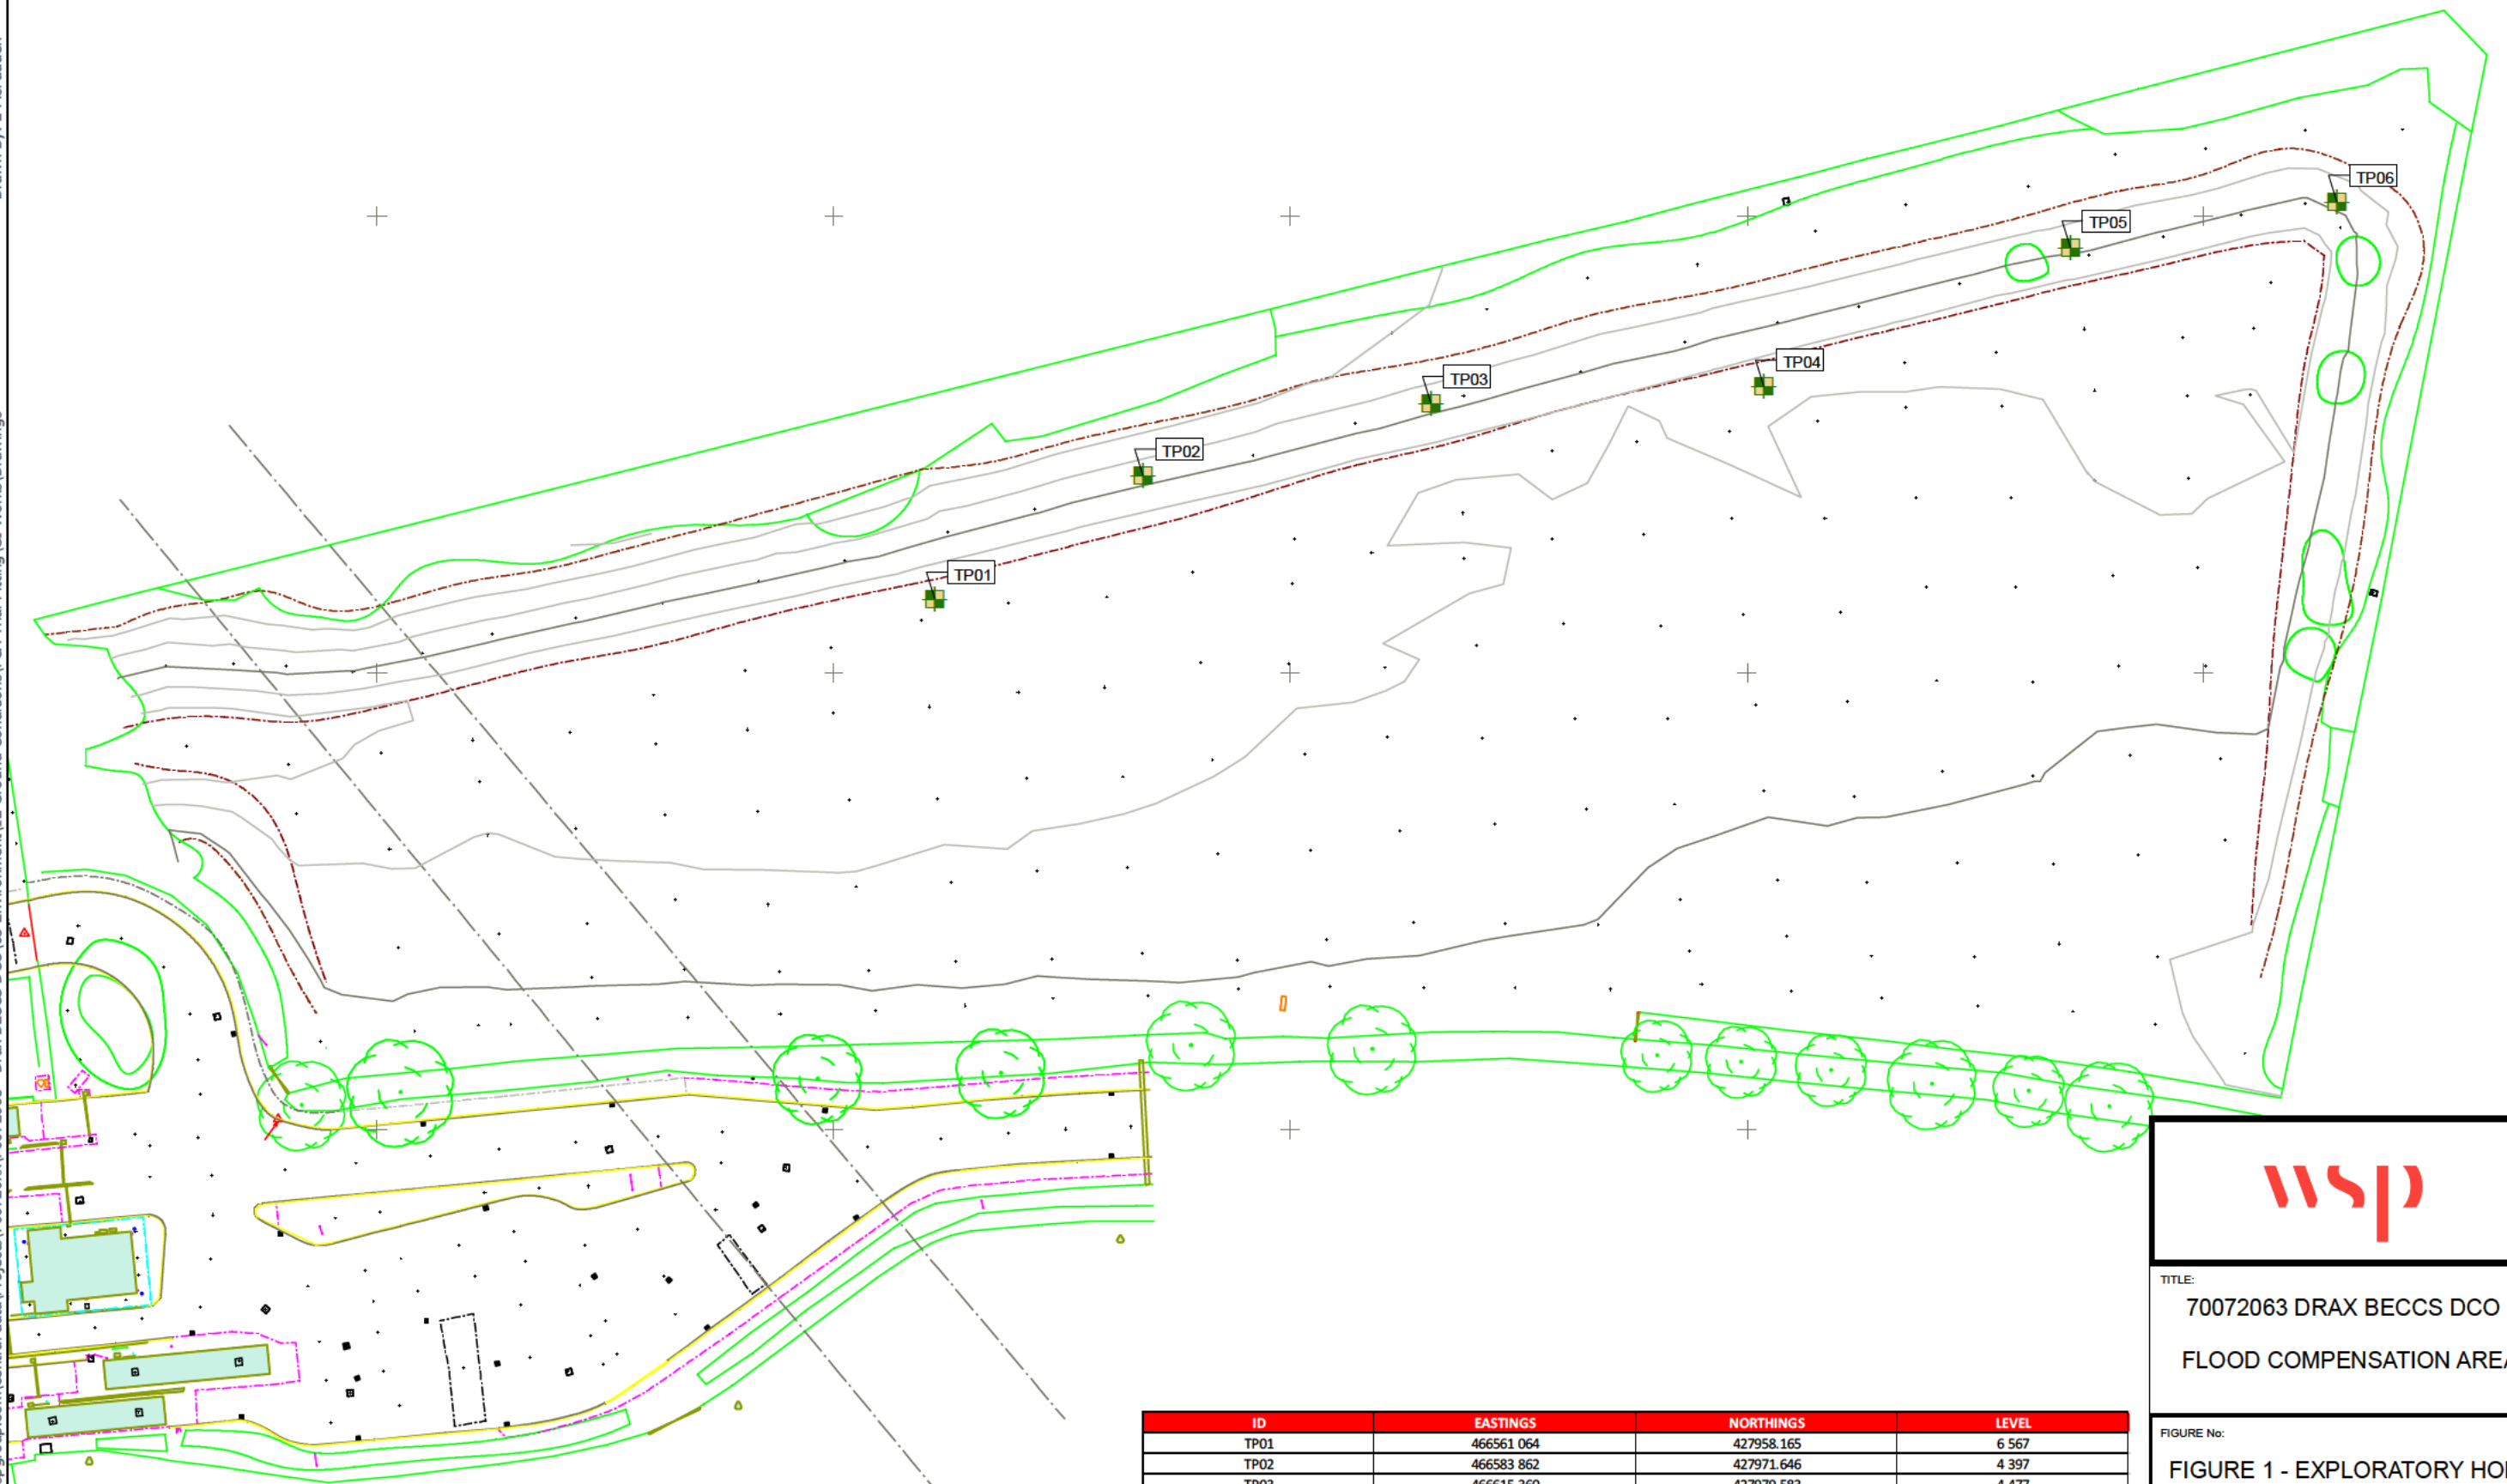 TP06
TP05
TP04
TP03
TP02
TP01
wsp
TITLE:
70072063 DRAX BECCS DCO
FLOOD COMPENSATION AREA
FIGURE No:
FIGURE 1 - EXPLORATORY HO
ID EASTINGS NORTHINGS LEVEL
TP01 466561 064 427958.165 6 567
TP02 466583 862 427971.646 4 397